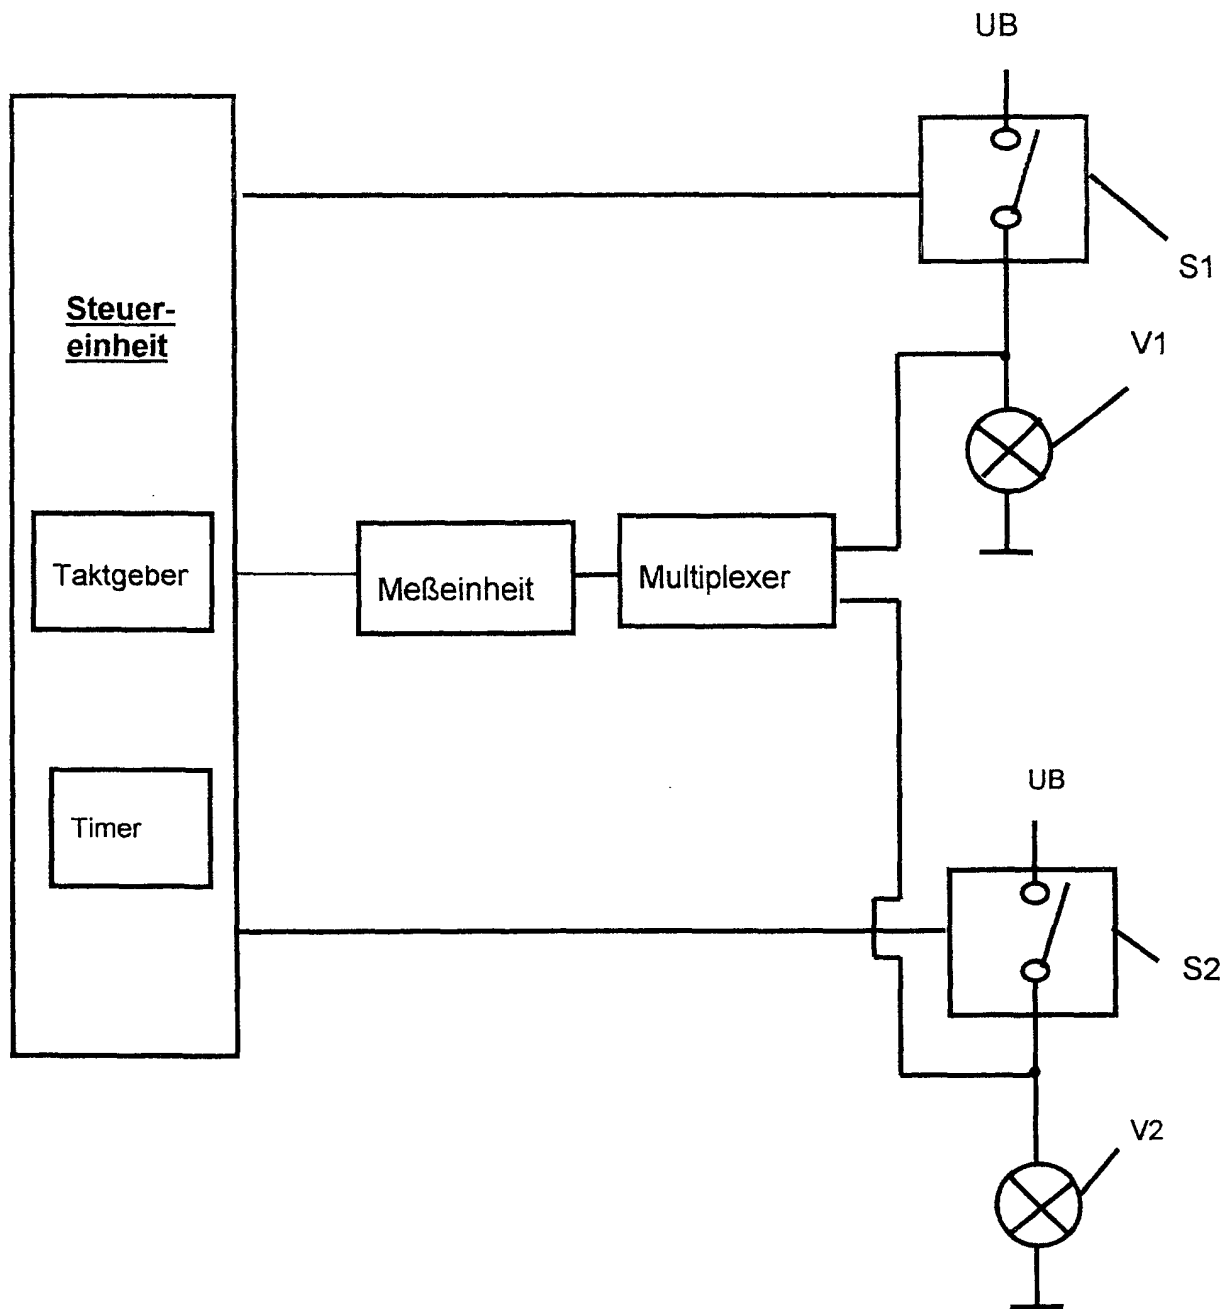 UB
S1
Steuer-
einheit
V1
Taktgeber
Meßeinheit
Multiplexer
UB
Timer
S2
V2